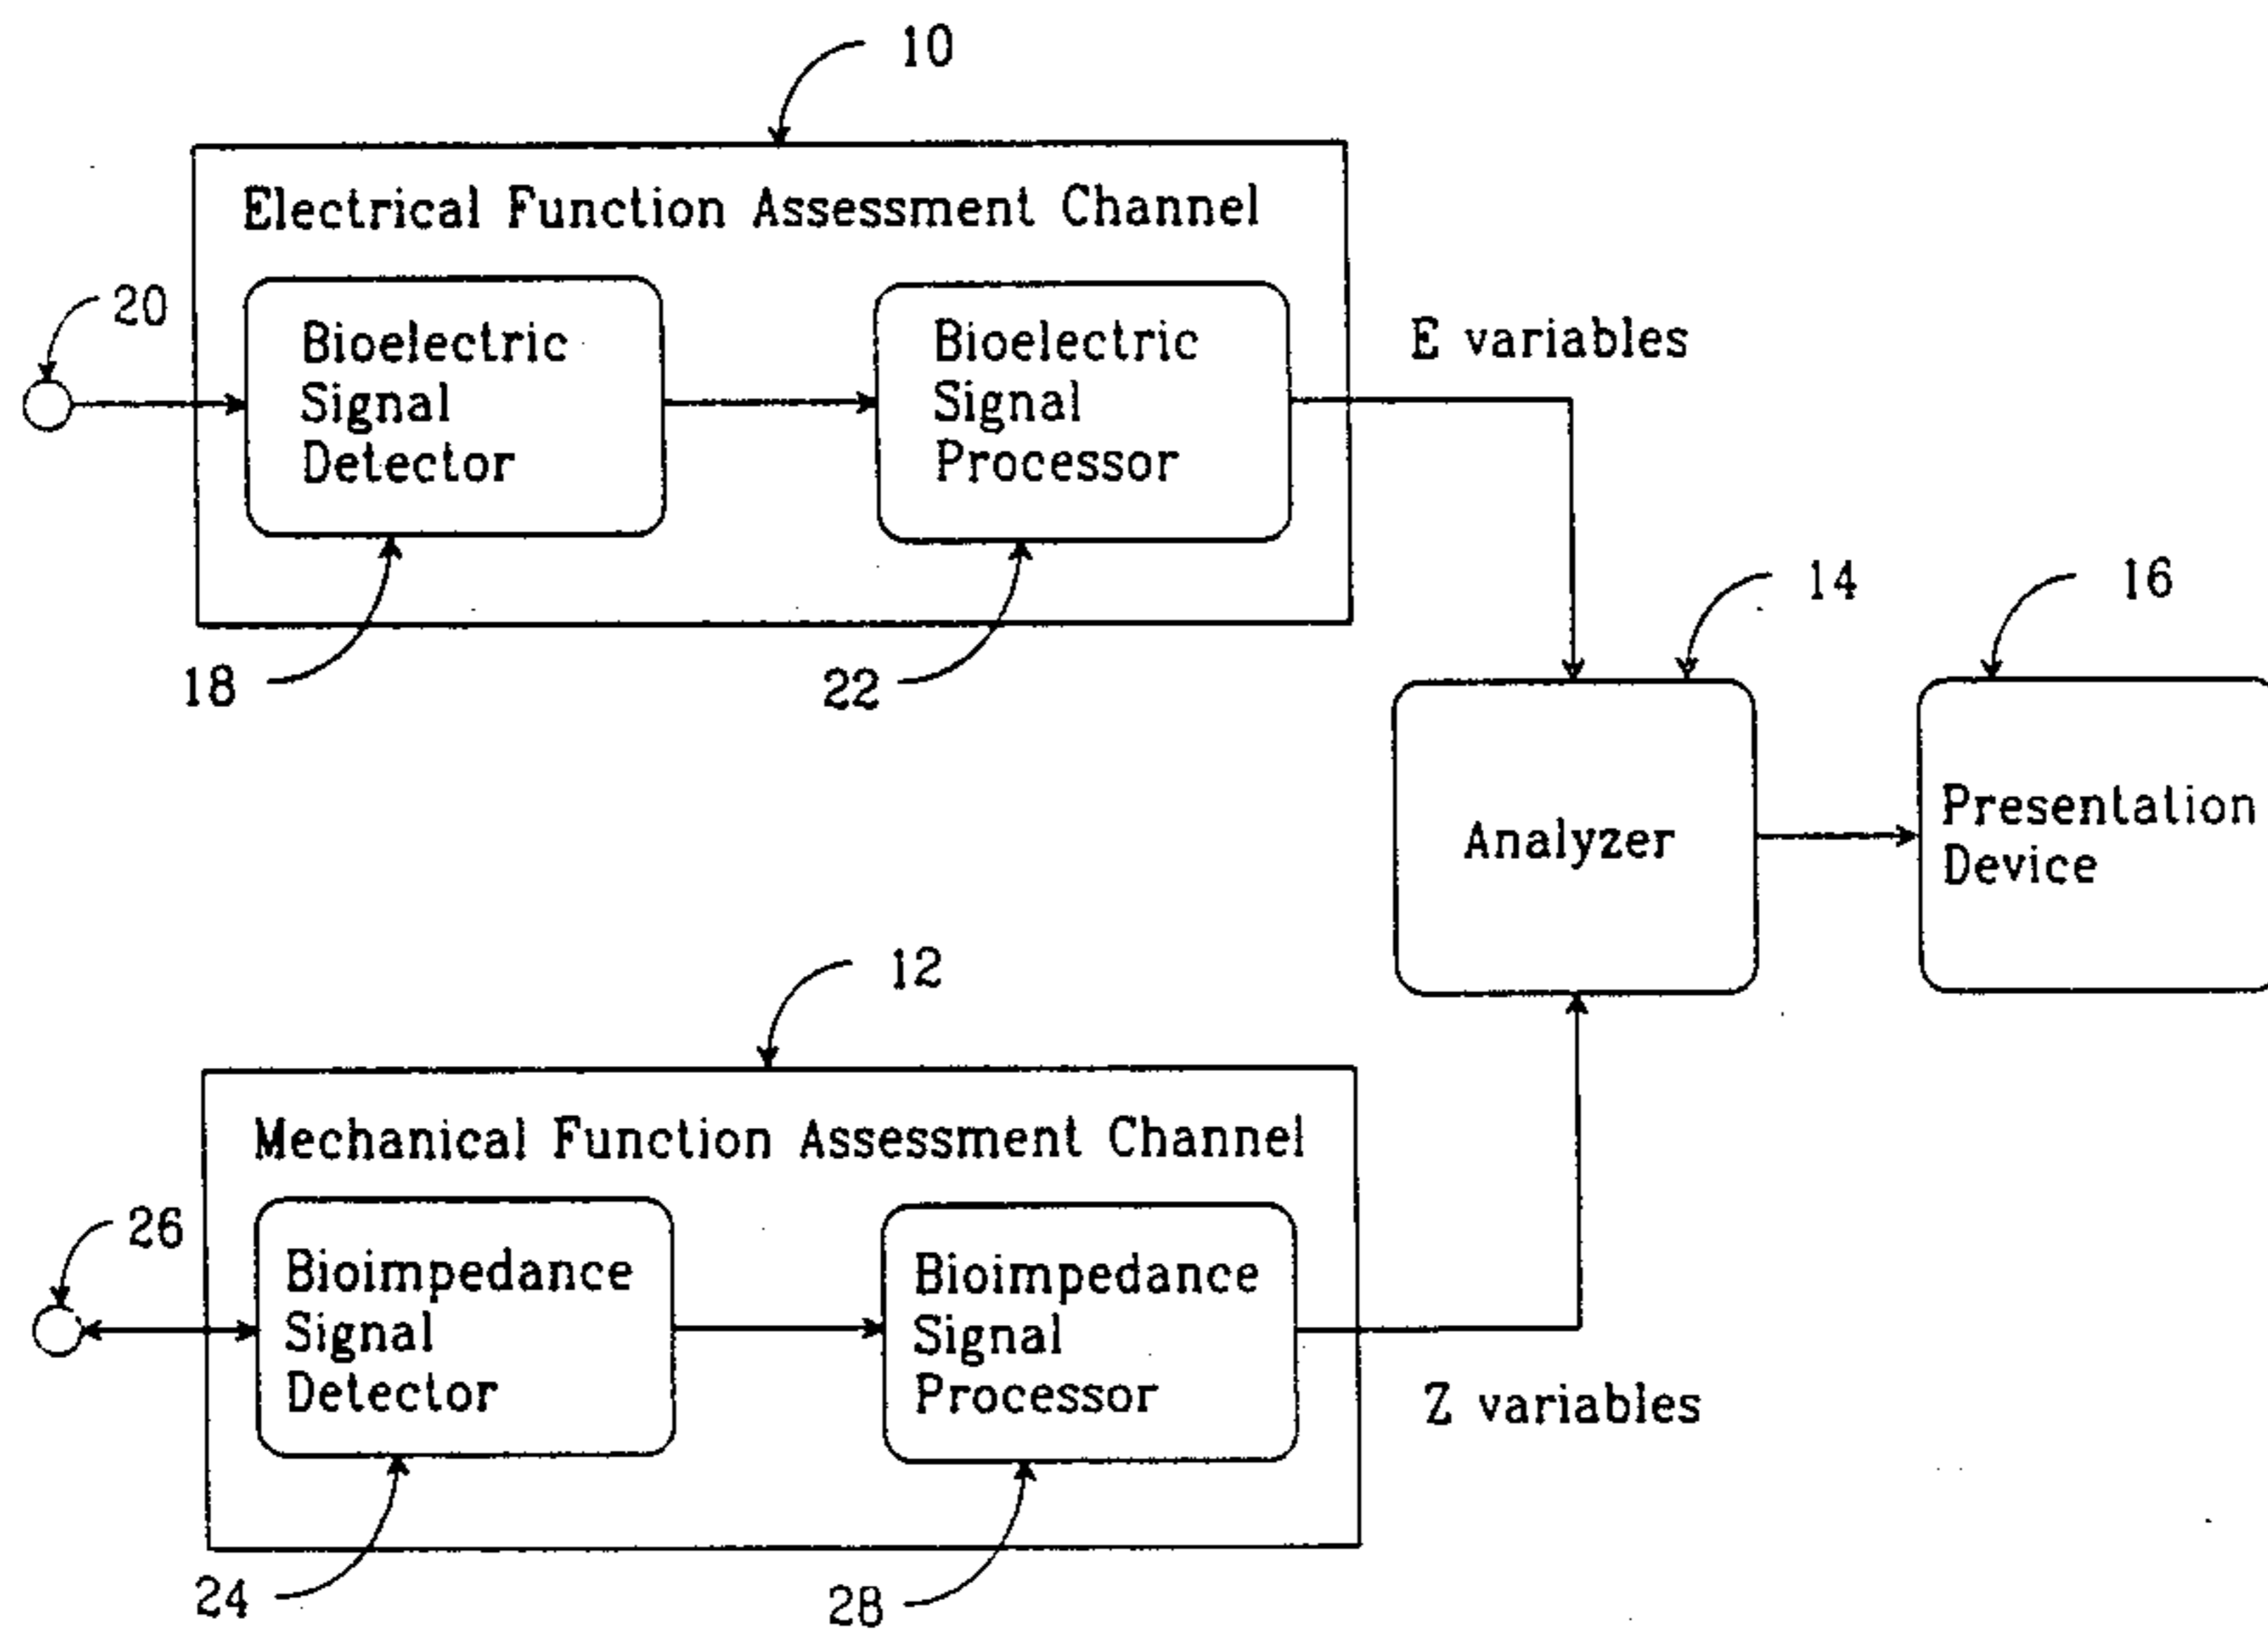 10
Electrical Function Assessment Channel
20
Bioelectric
Signal
Detector
Bioelectric
Signal
Processor
E variables
18
22
14
16
Analyzer
Presentation
Device
12
Mechanical Function Assessment Channel
26
Bioimpedance
Signal
Detector
Bioimpedance
Signal
Processor
Z variables
24
28